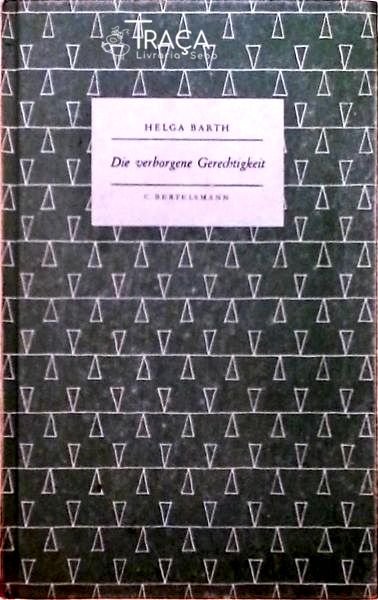 TRAÇA
Livraria Sebo
HELGA BARTH
Die verborgene Gerechtigkeit
C. BERTELSMANN